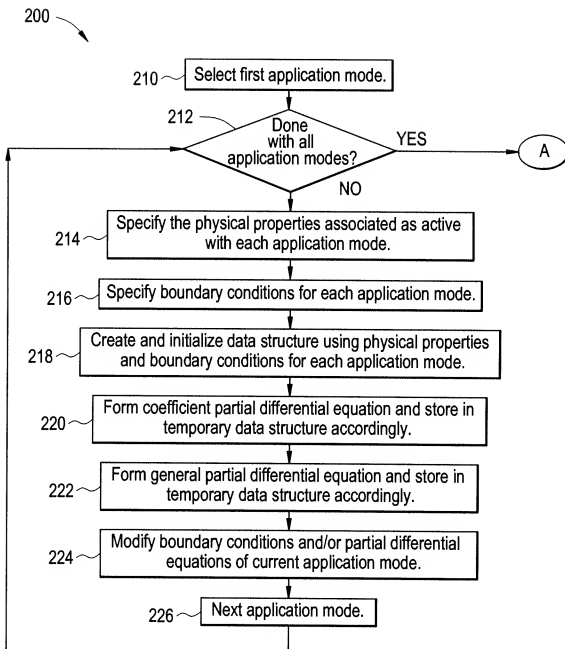 200
210 Select first application mode.
212
Done
with all
application modes?
YES
A
NO
214 Specify the physical properties associated as active
with each application mode.
216 Specify boundary conditions for each application mode.
218 Create and initialize data structure using physical properties
and boundary conditions for each application mode.
220 Form coefficient partial differential equation and store in
temporary data structure accordingly.
222 Form general partial differential equation and store in
temporary data structure accordingly.
224 Modify boundary conditions and/or partial differential
equations of current application mode.
226 Next application mode.